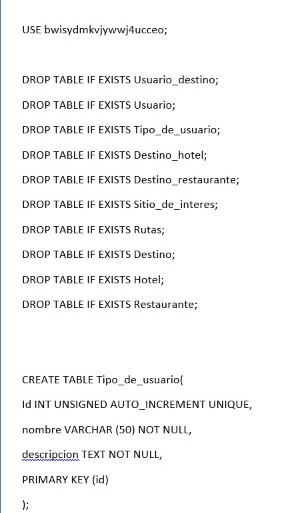 USE bwisydmkvjywwj4ucceo;
DROP TABLE IF EXISTS Usuario_destino;
DROP TABLE IF EXISTS Usuario;
DROP TABLE IF EXISTS Tipo_de_usuario;
DROP TABLE IF EXISTS Destino_hotel;
DROP TABLE IF EXISTS Destino_restaurante;
DROP TABLE IF EXISTS Sitio_de_interes;
DROP TABLE IF EXISTS Rutas;
DROP TABLE IF EXISTS Destino;
DROP TABLE IF EXISTS Hotel;
DROP TABLE IF EXISTS Restaurante;
CREATE TABLE Tipo_de_usuario(
Id INT UNSIGNED AUTO_INCREMENT UNIQUE,
nombre VARCHAR (50) NOT NULL,
descripcion TEXT NOT NULL,
PRIMARY KEY (id)
);